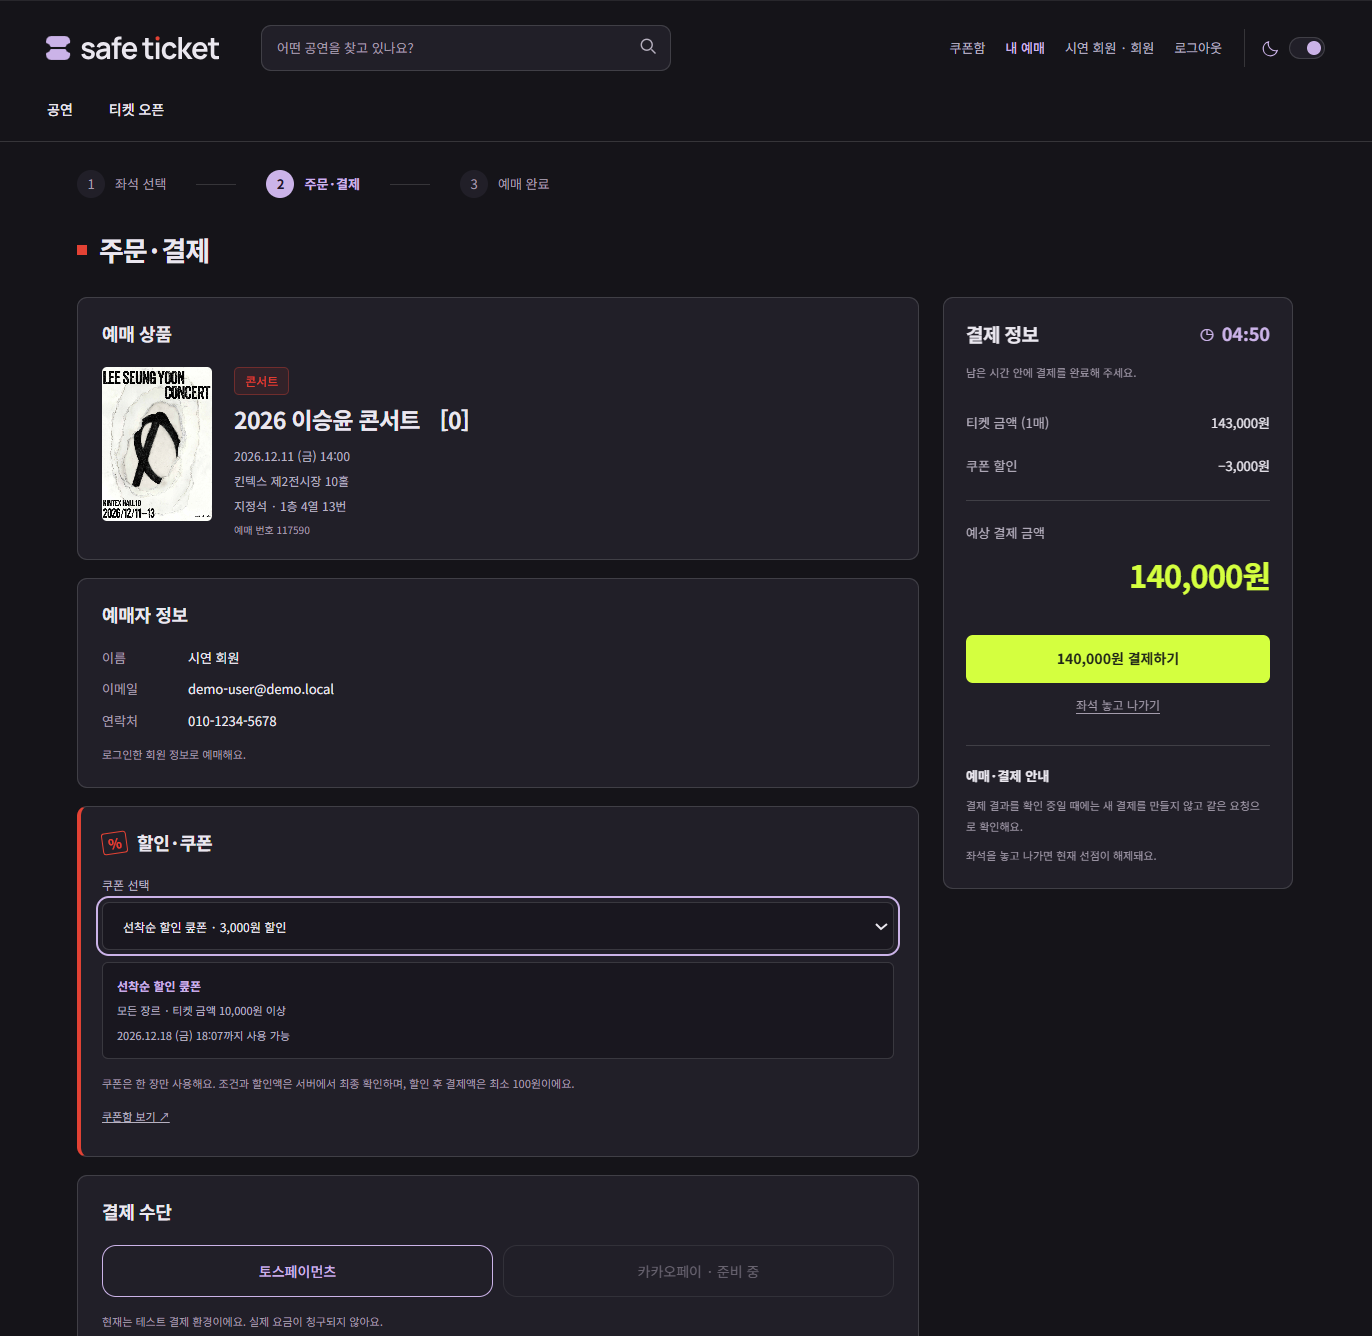 safe ticket
어떤 공연을 찾고 있나요?
쿠폰함
내 예매
시연 회원 · 회원
로그아웃
공연
티켓 오픈
1 좌석 선택
2 주문·결제
3 예매 완료
주문·결제
예매 상품
LEE SEUNG YOON
CONCERT
KINTEX HALL 10
2026/12/11-13
콘서트
2026 이승윤 콘서트 [0]
2026.12.11 (금) 14:00
킨텍스 제2전시장 10홀
지정석 · 1층 4열 13번
예매 번호 117590
예매자 정보
이름 시연 회원
이메일 demo-user@demo.local
연락처 010-1234-5678
로그인한 회원 정보로 예매해요.
% 할인·쿠폰
쿠폰 선택
선착순 할인 쿺폰 · 3,000원 할인
선착순 할인 쿺폰
모든 장르 · 티켓 금액 10,000원 이상
2026.12.18 (금) 18:07까지 사용 가능
쿠폰은 한 장만 사용해요. 조건과 할인액은 서버에서 최종 확인하며, 할인 후 결제액은 최소 100원이에요.
쿠폰함 보기 ↗
결제 수단
토스페이먼츠
카카오페이 · 준비 중
현재는 테스트 결제 환경이에요. 실제 요금이 청구되지 않아요.
결제 정보 04:50
남은 시간 안에 결제를 완료해 주세요.
티켓 금액 (1매) 143,000원
쿠폰 할인 −3,000원
예상 결제 금액
140,000원
140,000원 결제하기
좌석 놓고 나가기
예매·결제 안내
결제 결과를 확인 중일 때에는 새 결제를 만들지 않고 같은 요청으
로 확인해요.
좌석을 놓고 나가면 현재 선점이 해제돼요.